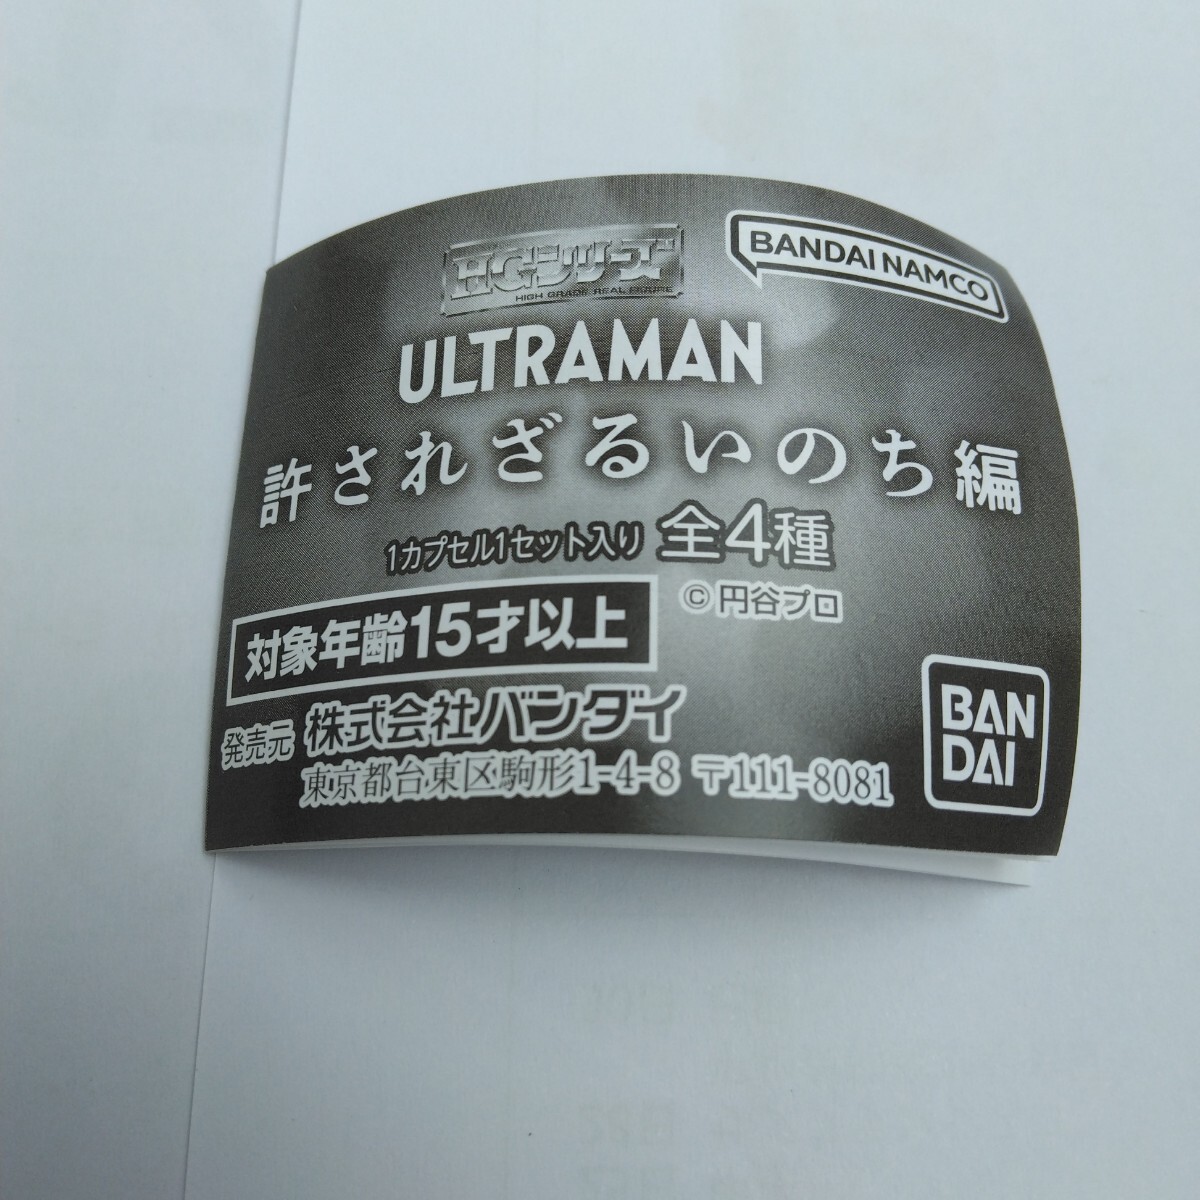 HGシリーズ
HIGH GRADE REAL FIGURE
BANDAI NAMCO
ULTRAMAN
許されざるいのち編
1カプセル1セット入り 全4種
©円谷プロ
対象年齢15才以上
発売元 株式会社バンダイ
東京都台東区駒形1-4-8 〒111-8081
BAN
DAI